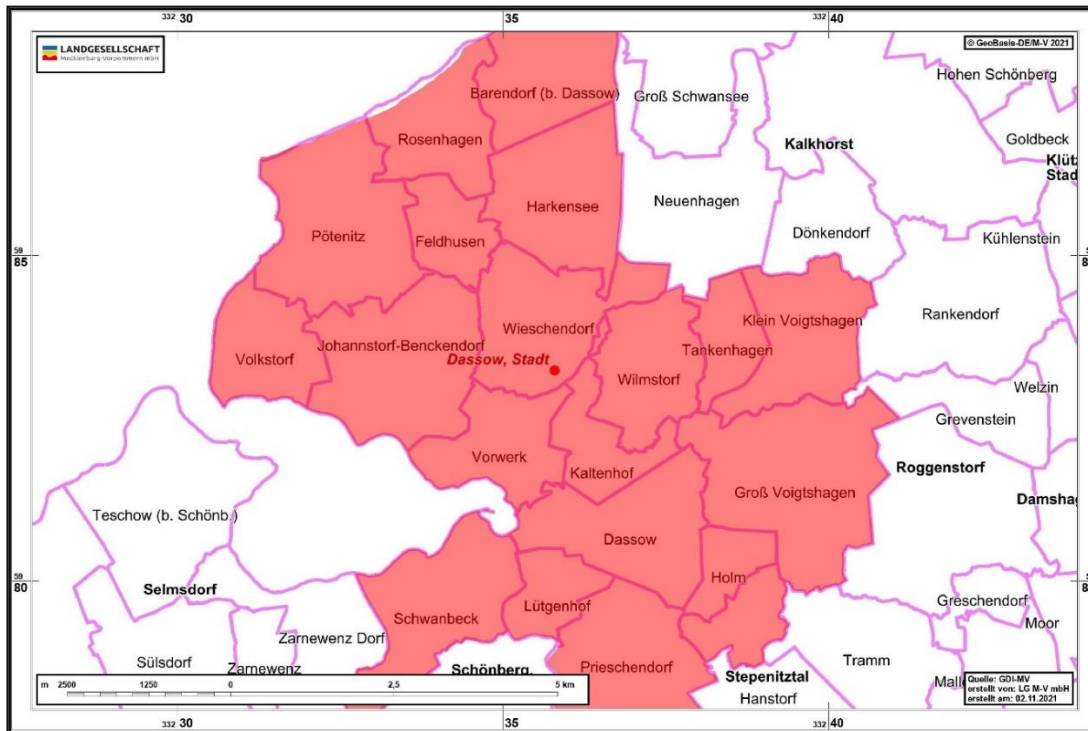 332 30
35
332 40
LANDGESELLSCHAFT
Mecklenburg-Vorpommern mbH
© GeoBasis-DE/M-V 2021
Hohen Schönberg
Barendorf (b. Dassow)
Groß Schwansee
Rosenhagen
Goldbeck
Kalkhorst
Klütz
Stad
Harkensee
Neuenhagen
Pötenitz
Feldhusen
Dönkendorf
Kühlenstein
59
Wieschendorf
Klein Voigtshagen
Rankendorf
Johannstorf-Benckendorf
Tankenhagen
Volkstorf
Dassow, Stadt
Wilmstorf
Welzin
Grevenstein
Vorwerk
Kaltenhof
Roggenstorf
Groß Voigtshagen
Damshag
Teschow (b. Schönb.)
Dassow
59
80
Holm
Selmsdorf
Greschendorf
Lütgenhof
Schwanbeck
Moor
Zarnewenz Dorf
Sülsdorf
Zarnewenz
Schönberg,
Prieschendorf
Tramm
Stepenitztal
Hanstorf
Malle
m 2500 1250 0 2,5 5 km
Quelle: GDI-MV
erstellt von: LG M-V mbH
erstellt am: 02.11.2021
332 30
35
332 40